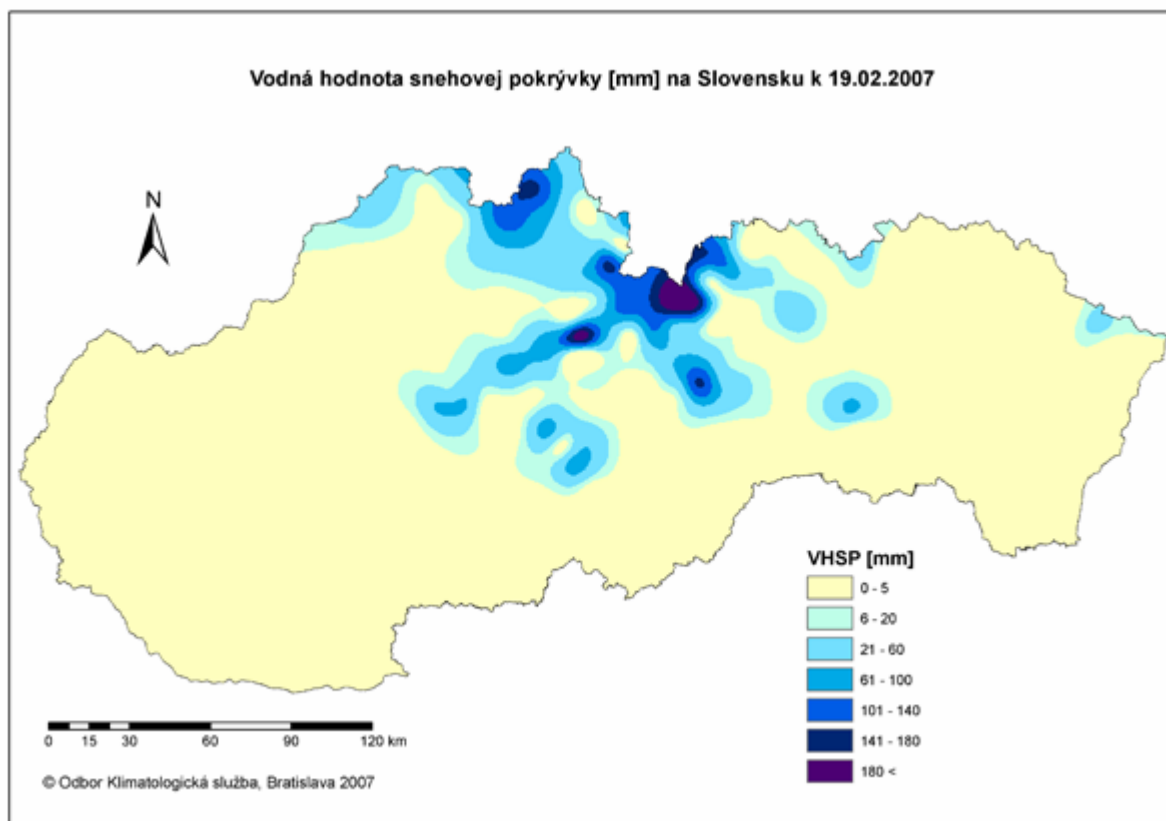 Vodná hodnota snehovej pokrývky [mm] na Slovensku k 19.02.2007
N
VHSP [mm]
0 - 5
6 - 20
21 - 60
61 - 100
101 - 140
141 - 180
180 <
0 15 30 60 90 120 km
© Odbor Klimatologická služba, Bratislava 2007